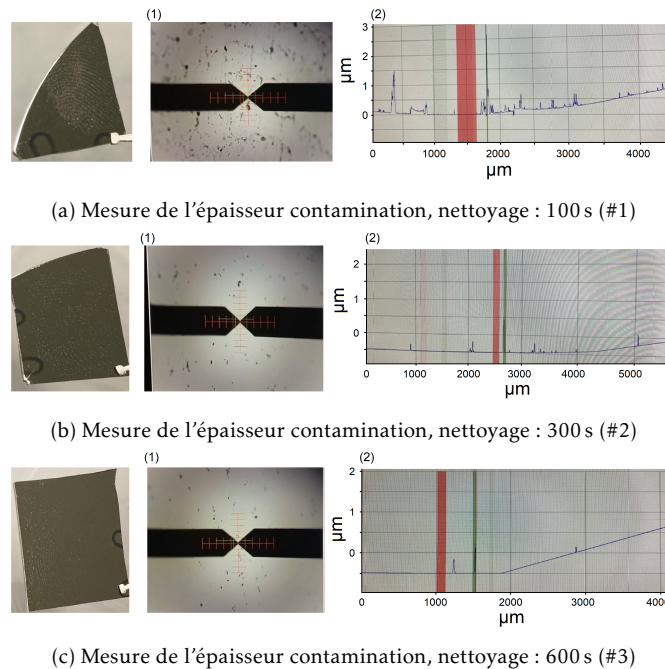 (1) (2)
µm
3
2
1
0
0 1000 2000 3000 4000
µm
(a) Mesure de l'épaisseur contamination, nettoyage : 100 s (#1)
(1) (2)
µm
2
1
0
0 1000 2000 3000 4000 5000
µm
(b) Mesure de l'épaisseur contamination, nettoyage : 300 s (#2)
(1) (2)
µm
2
1
0
0 1000 2000 3000 4000
µm
(c) Mesure de l'épaisseur contamination, nettoyage : 600 s (#3)